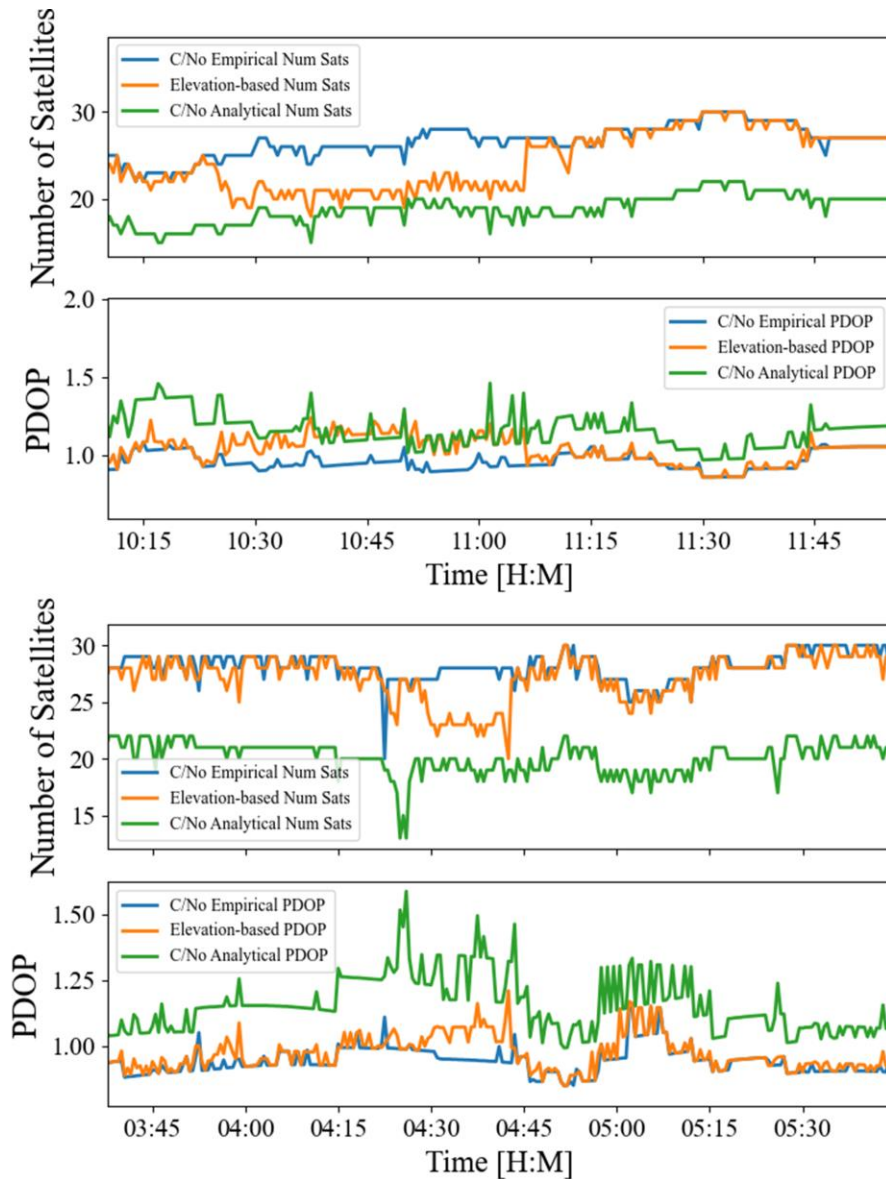 Number of Satellites
30
20
C/No Empirical Num Sats
Elevation-based Num Sats
C/No Analytical Num Sats
PDOP
2.0
1.5
1.0
C/No Empirical PDOP
Elevation-based PDOP
C/No Analytical PDOP
10:15 10:30 10:45 11:00 11:15 11:30 11:45
Time [H:M]
Number of Satellites
30
25
20
15
C/No Empirical Num Sats
Elevation-based Num Sats
C/No Analytical Num Sats
PDOP
1.50
1.25
1.00
C/No Empirical PDOP
Elevation-based PDOP
C/No Analytical PDOP
03:45 04:00 04:15 04:30 04:45 05:00 05:15 05:30
Time [H:M]